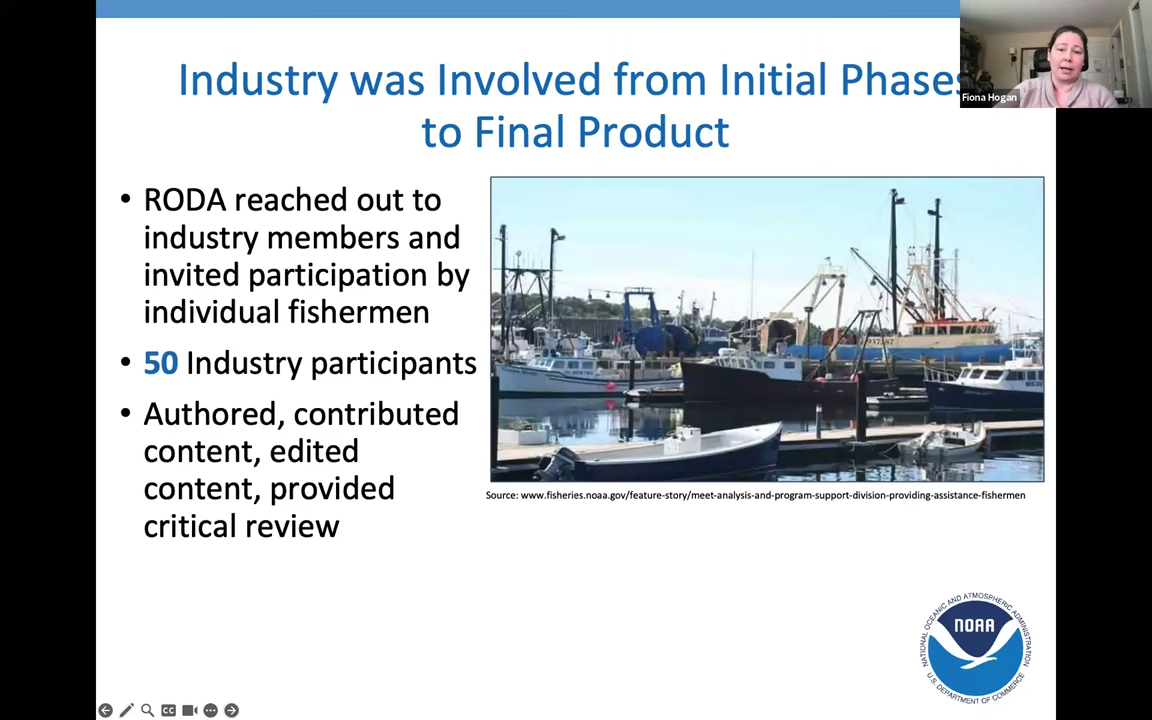 Industry was Involved from Initial Phases
to Final Product
Fiona Hogan
• RODA reached out to
industry members and
invited participation by
individual fishermen
• 50 Industry participants
• Authored, contributed
content, edited
content, provided
critical review
Source: www.fisheries.noaa.gov/feature-story/meet-analysis-and-program-support-division-providing-assistance-fishermen
NATIONAL OCEANIC AND ATMOSPHERIC ADMINISTRATION
NOAA
U.S. DEPARTMENT OF COMMERCE
CC